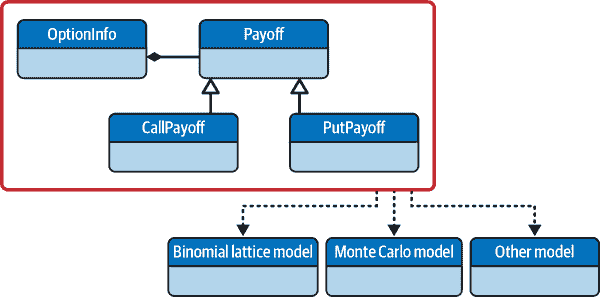 OptionInfo
Payoff
CallPayoff
PutPayoff
Binomial lattice model
Monte Carlo model
Other model